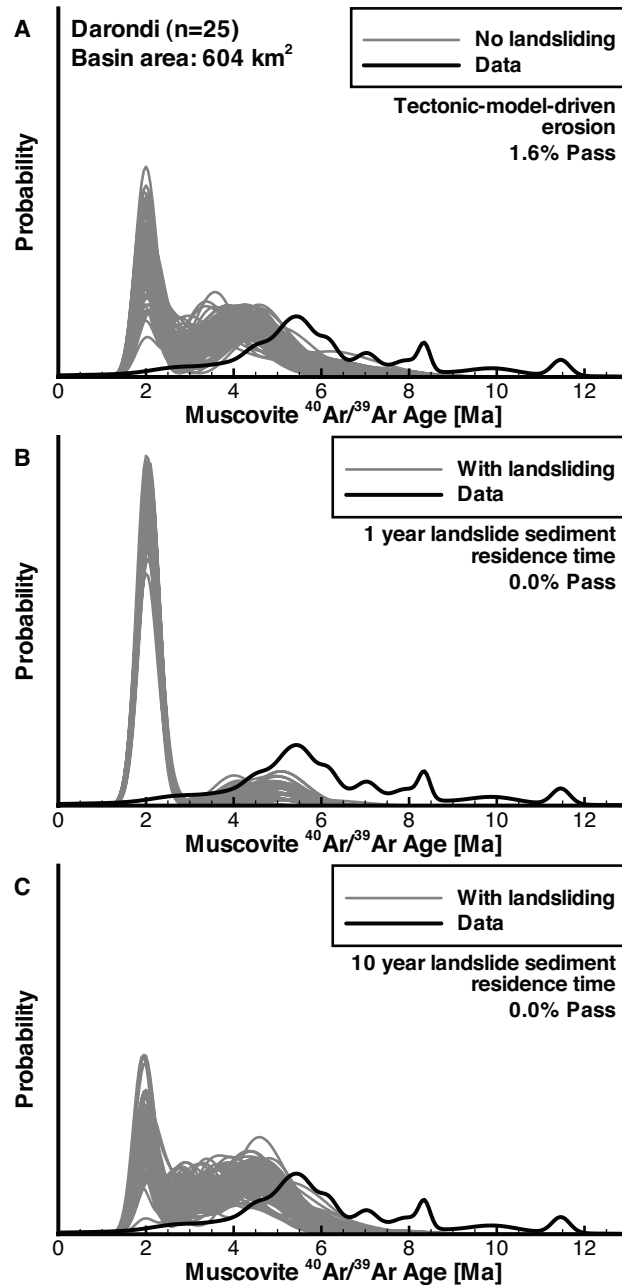 A
Darondi (n=25)
Basin area: 604 km²
No landsliding
Data
Tectonic-model-driven
erosion
1.6% Pass
Probability
0 2 4 6 8 10 12
Muscovite ⁴⁰Ar/³⁹Ar Age [Ma]
B
With landsliding
Data
1 year landslide sediment
residence time
0.0% Pass
Probability
0 2 4 6 8 10 12
Muscovite ⁴⁰Ar/³⁹Ar Age [Ma]
C
With landsliding
Data
10 year landslide sediment
residence time
0.0% Pass
Probability
0 2 4 6 8 10 12
Muscovite ⁴⁰Ar/³⁹Ar Age [Ma]